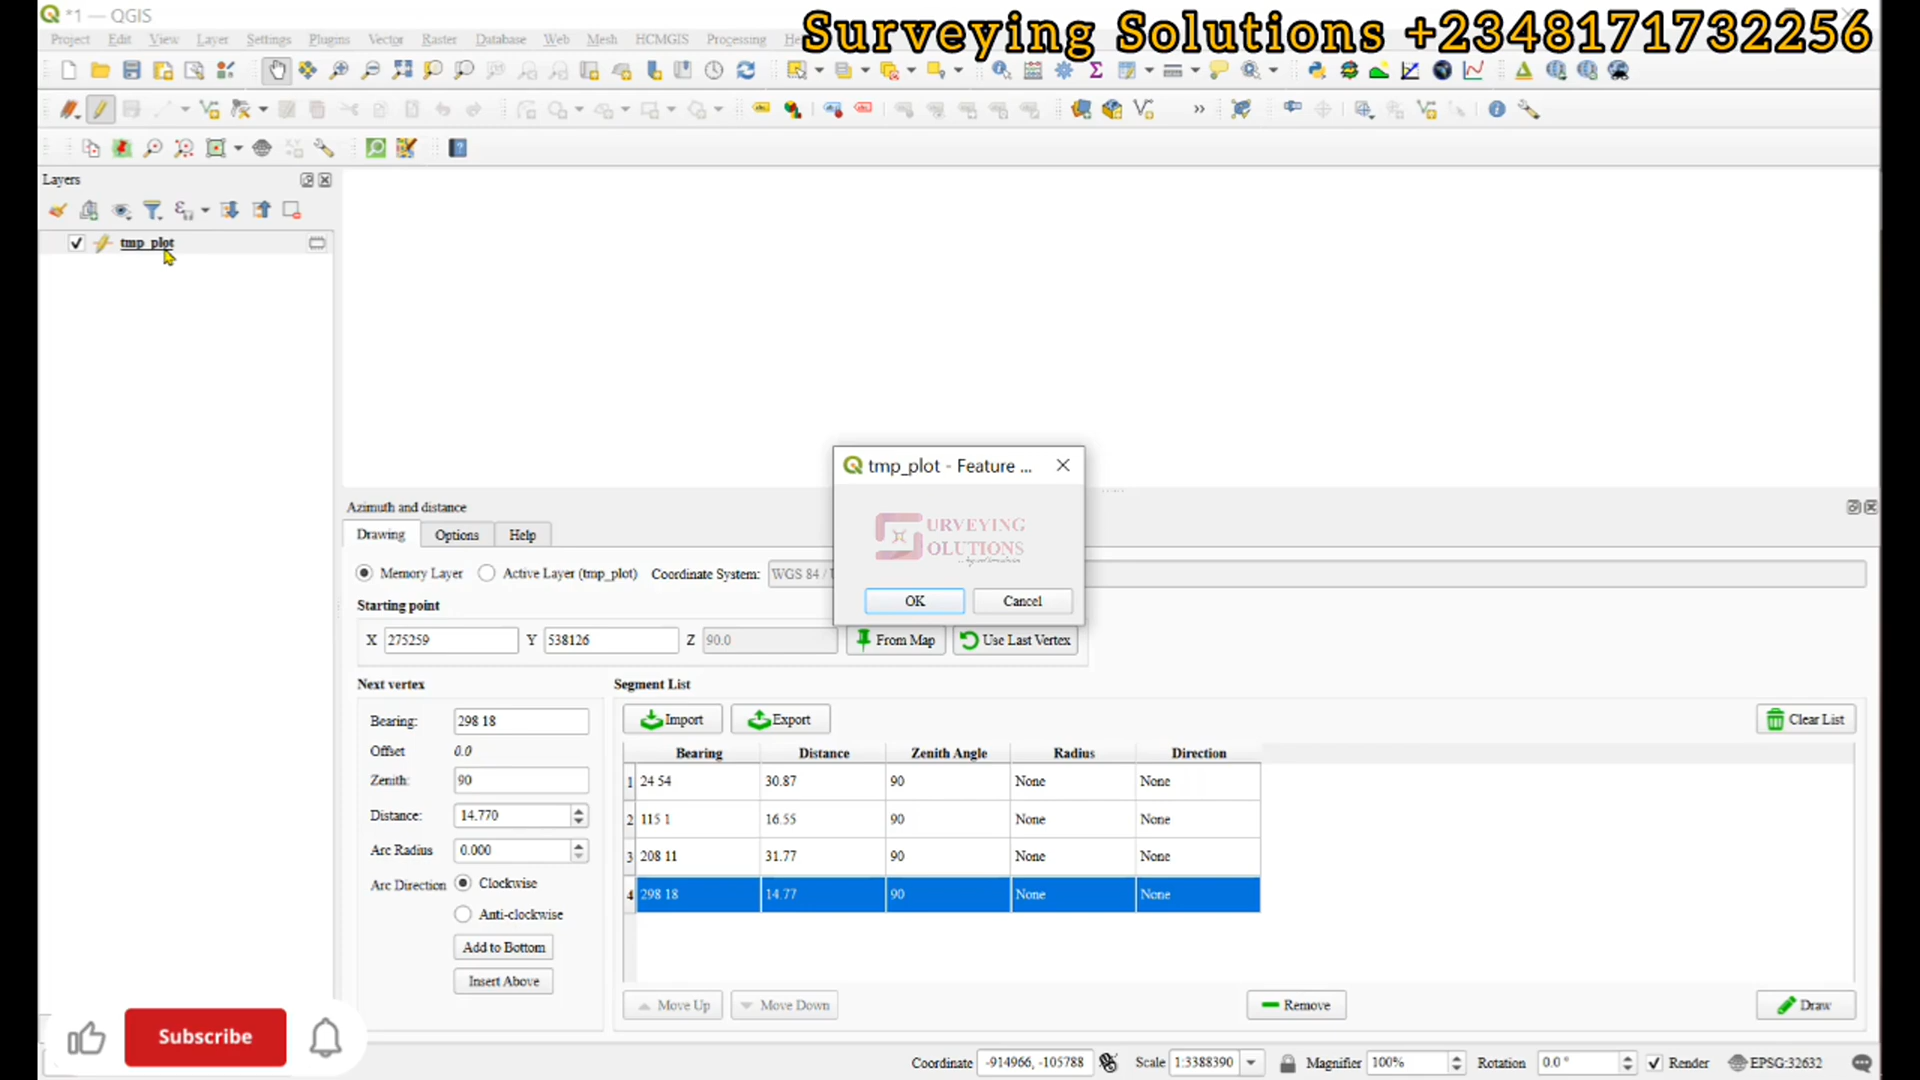 *1 — QGIS
Surveying Solutions +2348171732256
Project Edit View Layer Settings Plugins Vector Raster Database Web Mesh HCMGIS Processing
Layers
tmp_plot
tmp_plot - Feature ...
URVEYING
OLUTIONS
OK Cancel
Azimuth and distance
Drawing Options Help
Memory Layer Active Layer (tmp_plot) Coordinate System: WGS 84 /
Starting point
X 275259 Y 538126 Z 90.0 From Map Use Last Vertex
Next vertex Segment List
Bearing: 298 18 Import Export Clear List
Offset 0.0
Zenith: 90
Distance: 14.770
Arc Radius 0.000
Arc Direction Clockwise
Anti-clockwise
Add to Bottom
Insert Above
Bearing Distance Zenith Angle Radius Direction
1 24 54 30.87 90 None None
2 115 1 16.55 90 None None
3 208 11 31.77 90 None None
4 298 18 14.77 90 None None
Move Up Move Down Remove Draw
Subscribe
Coordinate -914966, -105788 Scale 1:3388390 Magnifier 100% Rotation 0.0 ° Render EPSG:32632